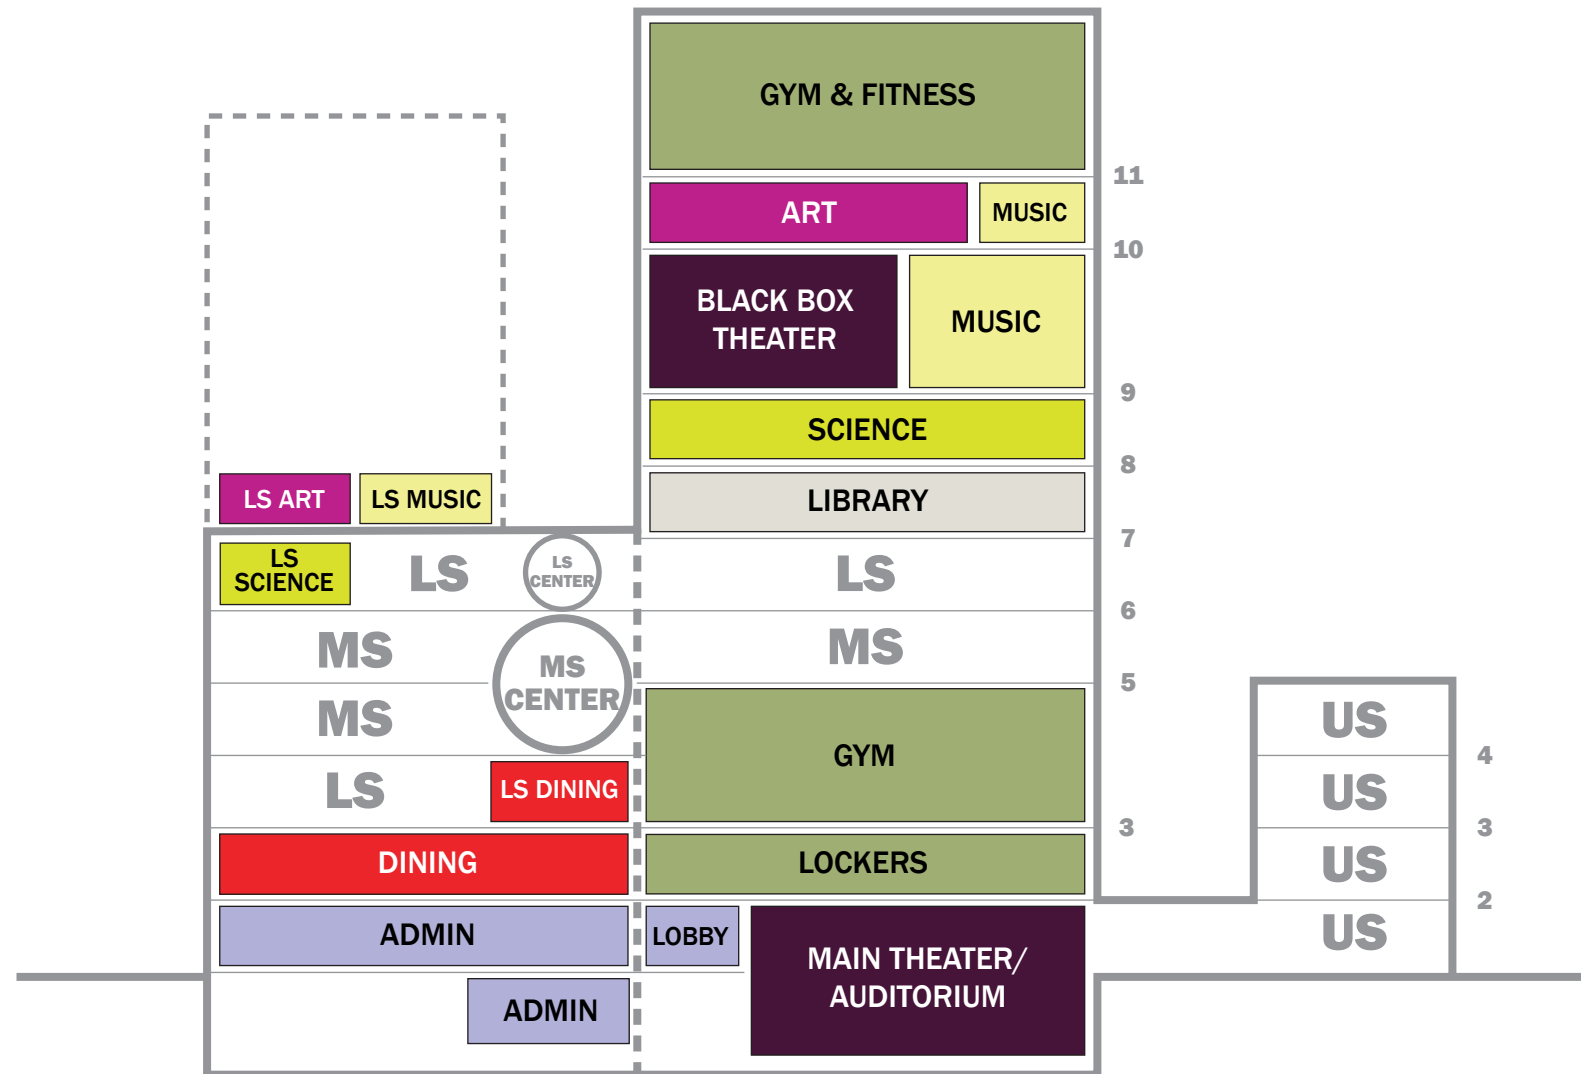 GYM & FITNESS
11
ART
MUSIC
10
BLACK BOX
THEATER
MUSIC
9
SCIENCE
8
LS ART
LS MUSIC
LIBRARY
7
LS
SCIENCE
LS
LS
CENTER
LS
6
MS
MS
MS
CENTER
5
MS
GYM
US
4
LS
LS DINING
US
3
3
DINING
LOCKERS
US
2
ADMIN
LOBBY
MAIN THEATER/
AUDITORIUM
US
ADMIN